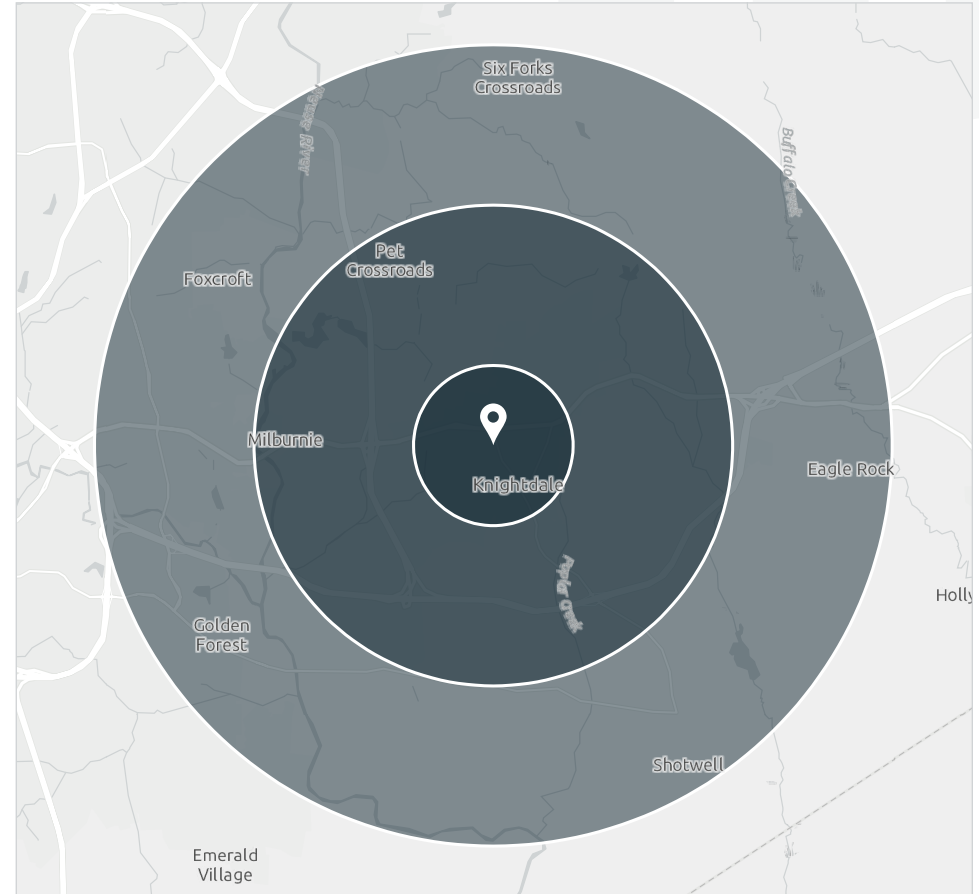 Six Forks
Crossroads
Neuse River
Buffalo Creek
Pet
Crossroads
Foxcroft
Milburnie
Eagle Rock
Knightdale
Poplar Creek
Holly
Golden
Forest
Shotwell
Emerald
Village